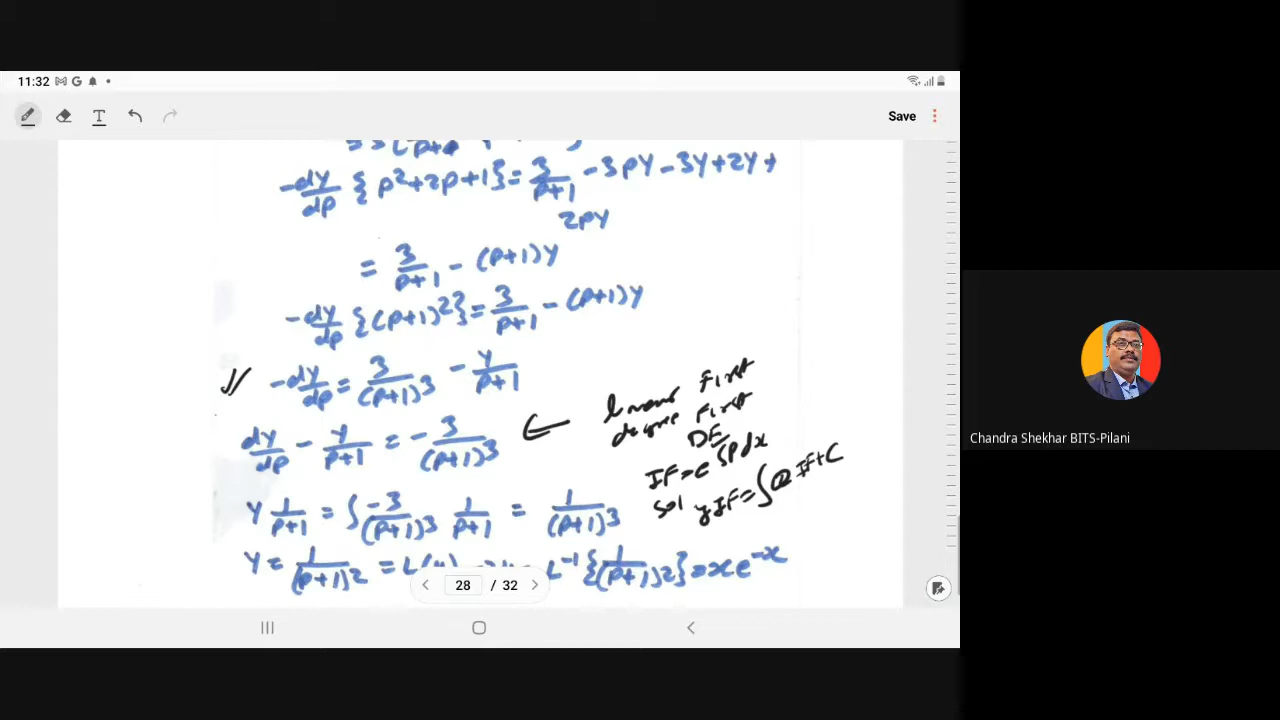 11:32
Save
-dy/dp {p²+2p+1} = 3/(p+1) - 3pY - 3Y + 2Y +
2pY
= 3/(p+1) - (p+1)Y
-dy/dp {(p+1)²} = 3/(p+1) - (p+1)Y
-dy/dp = 3/(p+1)³ - Y/(p+1)
First
degree First
DE
dy/dp - Y/(p+1) = -3/(p+1)³
IF = e^∫pdx
sol y IF = ∫Q IF + C
Y 1/(p+1) = ∫ -3/(p+1)³ 1/(p+1) = 1/(p+1)³
Y = 1/(p+1)² = L⁻¹{1/(p+1)²} = xe^-x
28 / 32
Chandra Shekhar BITS-Pilani